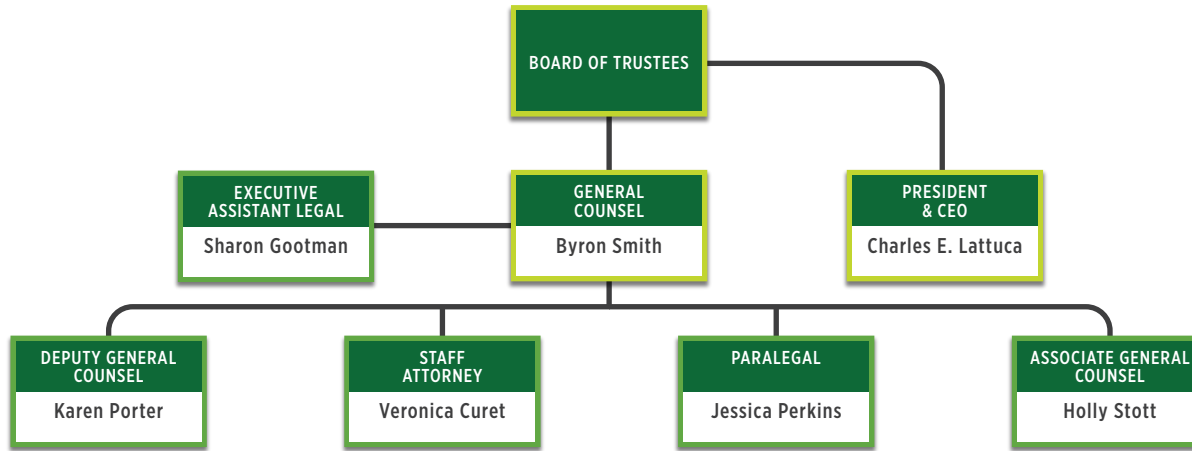 BOARD OF TRUSTEES
EXECUTIVE
ASSISTANT LEGAL
Sharon Gootman
GENERAL
COUNSEL
Byron Smith
PRESIDENT
& CEO
Charles E. Lattuca
DEPUTY GENERAL
COUNSEL
Karen Porter
STAFF
ATTORNEY
Veronica Curet
PARALEGAL
Jessica Perkins
ASSOCIATE GENERAL
COUNSEL
Holly Stott